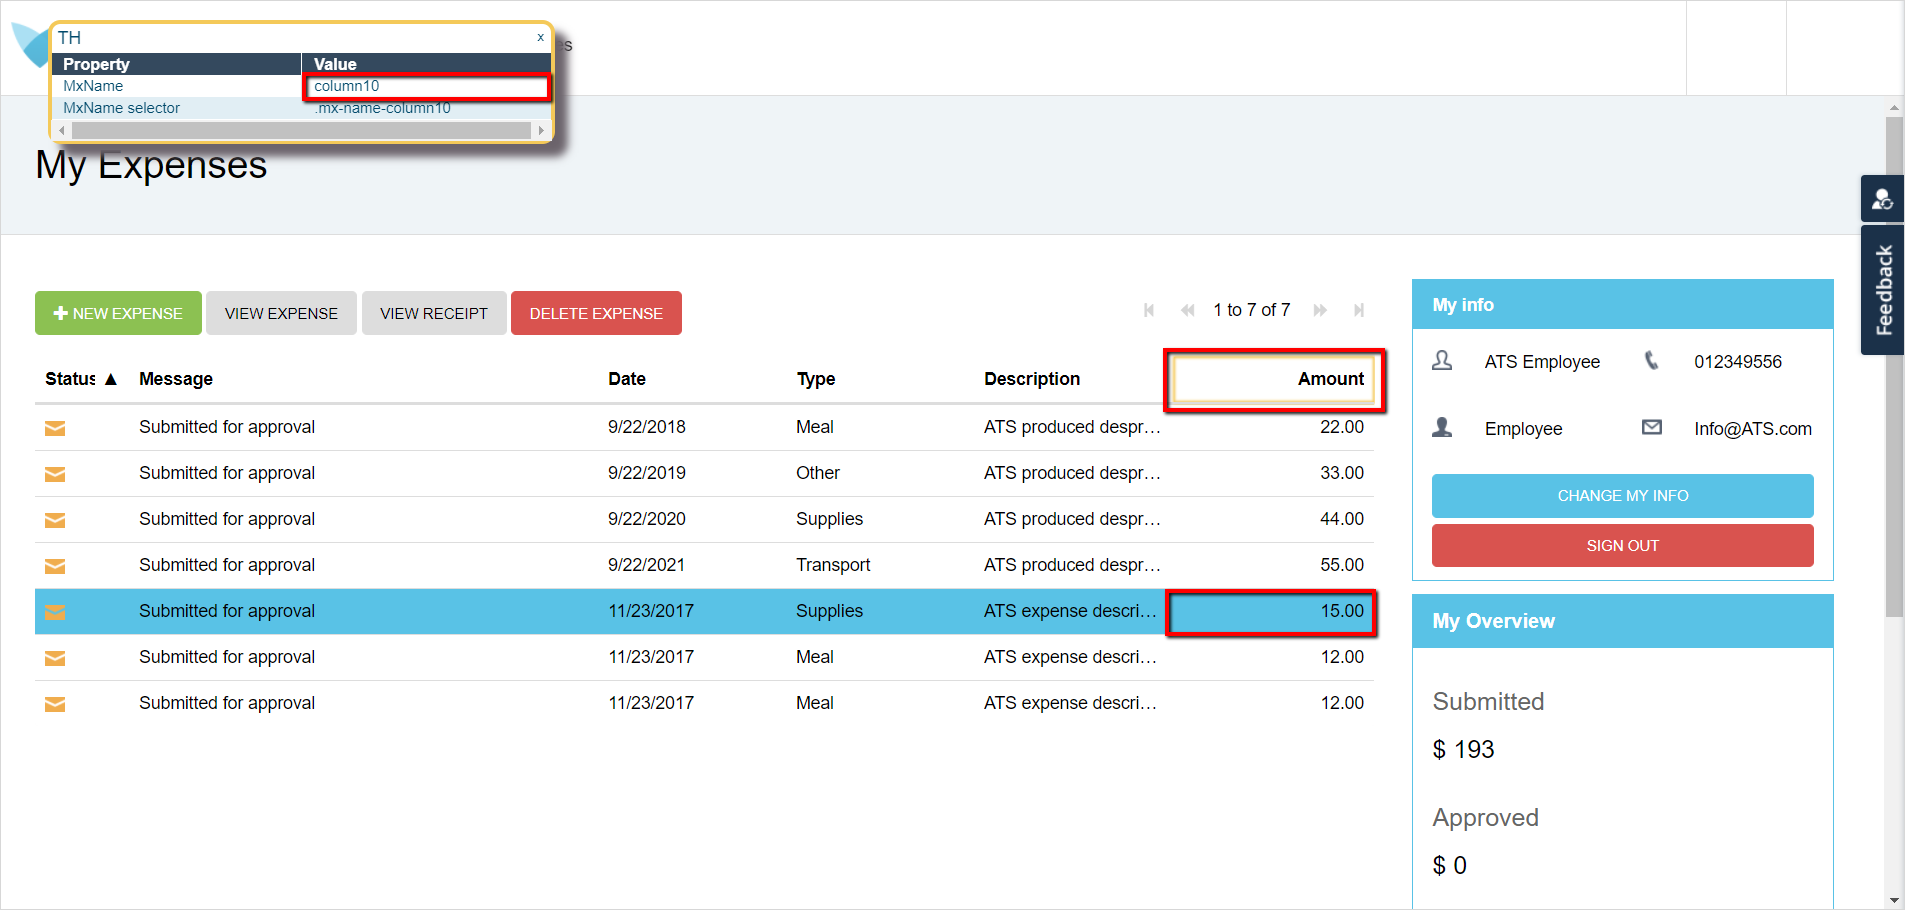 TH x
Property Value
MxName column10
MxName selector .mx-name-column10
My Expenses
NEW EXPENSE VIEW EXPENSE VIEW RECEIPT DELETE EXPENSE
1 to 7 of 7
Status ▲ Message Date Type Description Amount
Submitted for approval 9/22/2018 Meal ATS produced despr… 22.00
Submitted for approval 9/22/2019 Other ATS produced despr… 33.00
Submitted for approval 9/22/2020 Supplies ATS produced despr… 44.00
Submitted for approval 9/22/2021 Transport ATS produced despr… 55.00
Submitted for approval 11/23/2017 Supplies ATS expense descri… 15.00
Submitted for approval 11/23/2017 Meal ATS expense descri… 12.00
Submitted for approval 11/23/2017 Meal ATS expense descri… 12.00
My info
ATS Employee 012349556
Employee Info@ATS.com
CHANGE MY INFO
SIGN OUT
My Overview
Submitted
$ 193
Approved
$ 0
Feedback